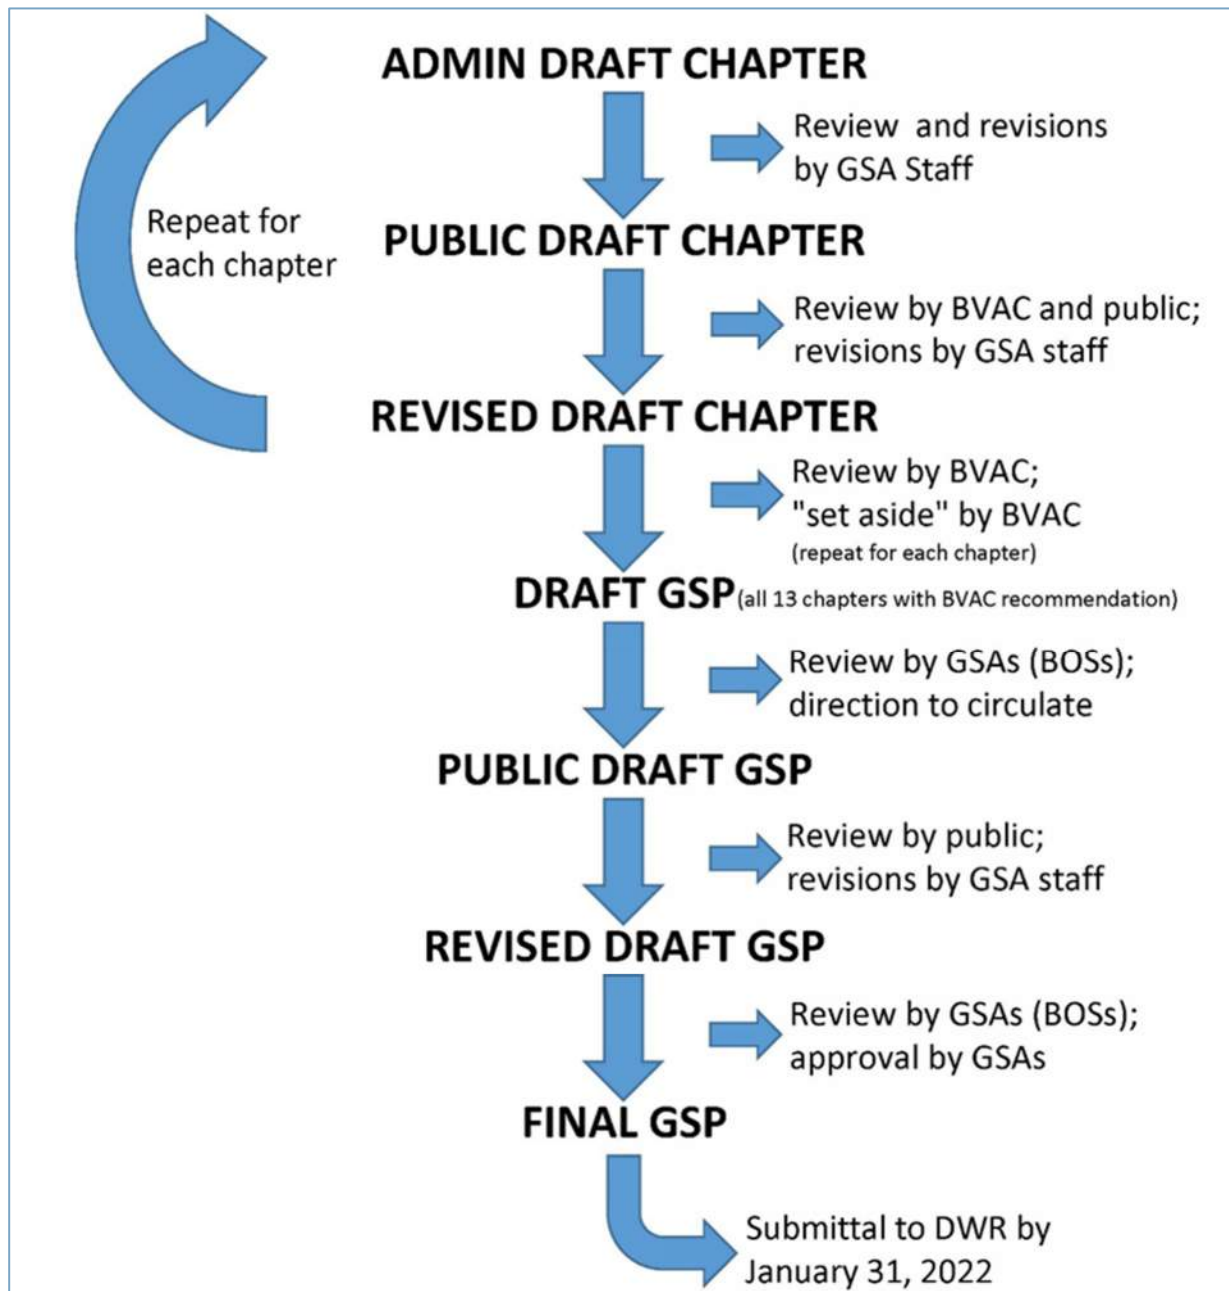 ADMIN DRAFT CHAPTER
Review and revisions
by GSA Staff
Repeat for
each chapter
PUBLIC DRAFT CHAPTER
Review by BVAC and public;
revisions by GSA staff
REVISED DRAFT CHAPTER
Review by BVAC;
"set aside" by BVAC
(repeat for each chapter)
DRAFT GSP (all 13 chapters with BVAC recommendation)
Review by GSAs (BOSs);
direction to circulate
PUBLIC DRAFT GSP
Review by public;
revisions by GSA staff
REVISED DRAFT GSP
Review by GSAs (BOSs);
approval by GSAs
FINAL GSP
Submittal to DWR by
January 31, 2022